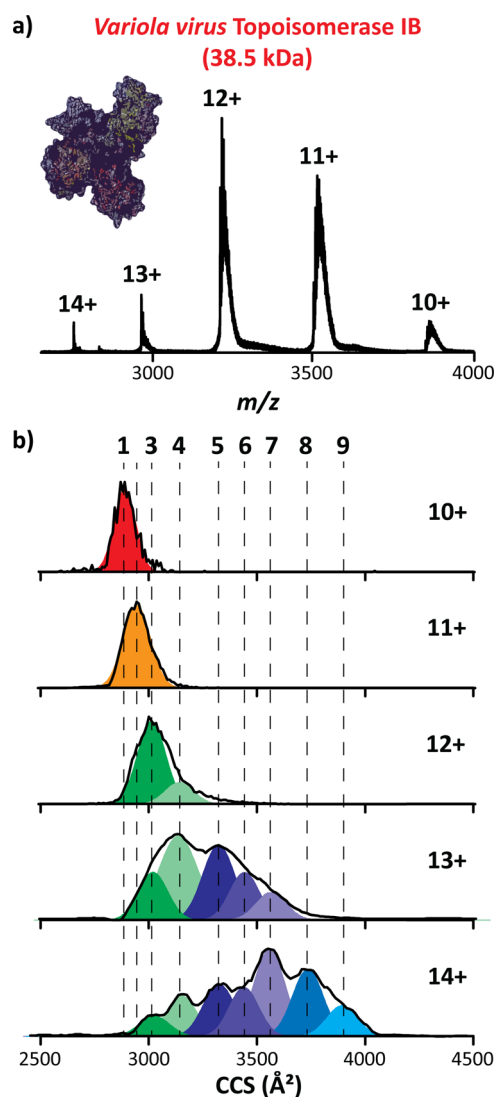 a)
Variola virus Topoisomerase IB
(38.5 kDa)
14+
13+
12+
11+
10+
3000 3500 4000
m/z
b)
1 3 4 5 6 7 8 9
10+
11+
12+
13+
14+
2500 3000 3500 4000 4500
CCS (Å²)